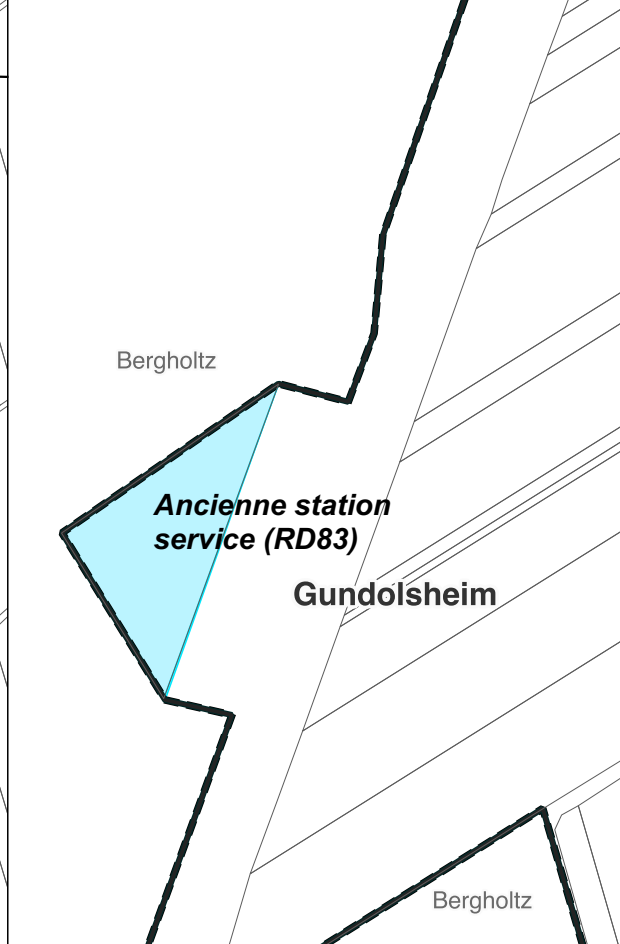 Bergholtz
Ancienne station
service (RD83)
Gundolsheim
Bergholtz